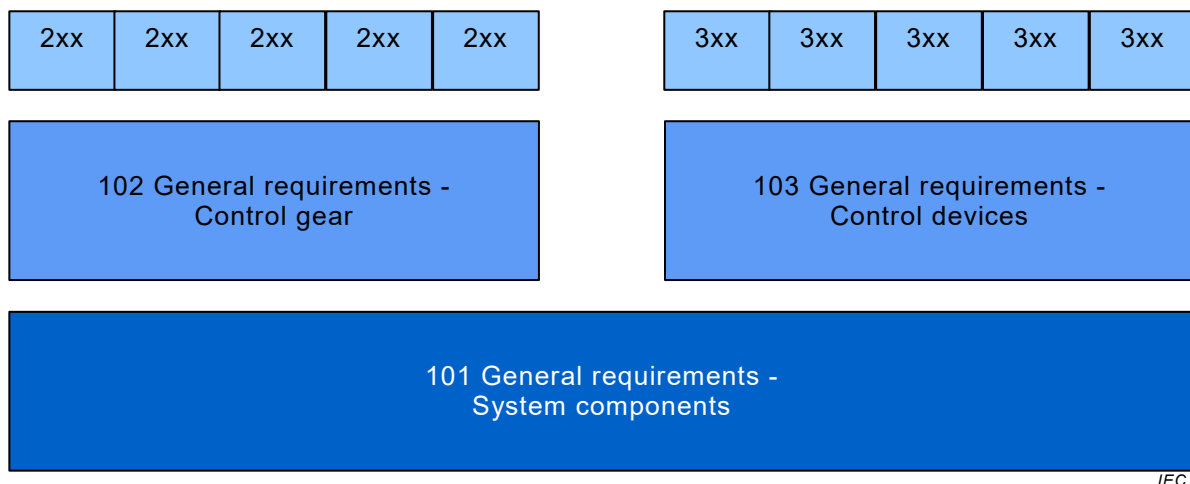 2xx 2xx 2xx 2xx 2xx 3xx 3xx 3xx 3xx 3xx
102 General requirements -
Control gear
103 General requirements -
Control devices
101 General requirements -
System components
IEC